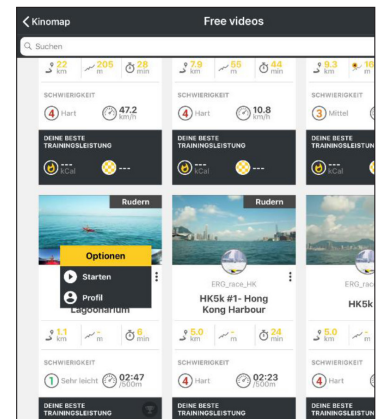 Kinomap
Free videos
Suchen
22 km
205 m
28 min
7.9 km
55 m
44 min
9.3 km
SCHWIERIGKEIT
4 Hart
47.2 km/h
SCHWIERIGKEIT
4 Hart
10.8 km/h
SCHWIERIGKEIT
3 Mittel
DEINE BESTE
TRAININGSLEISTUNG
--- kCal
---
DEINE BESTE
TRAININGSLEISTUNG
--- kCal
---
DEINE BESTE
TRAININGSLEISTUNG
--- kCal
Rudern
Optionen
Starten
Profil
Lagoonarium
Rudern
ERG_race_HK
HK5k #1- Hong
Kong Harbour
HK5k
1.1 km
- m
6 min
5.0 km
- m
24 min
5.0 km
- m
SCHWIERIGKEIT
1 Sehr leicht
02:47 /500m
SCHWIERIGKEIT
4 Hart
02:23 /500m
SCHWIERIGKEIT
4 Hart
DEINE BESTE
TRAININGSLEISTUNG
DEINE BESTE
TRAININGSLEISTUNG
DEINE BESTE
TRAININGSLEISTUNG